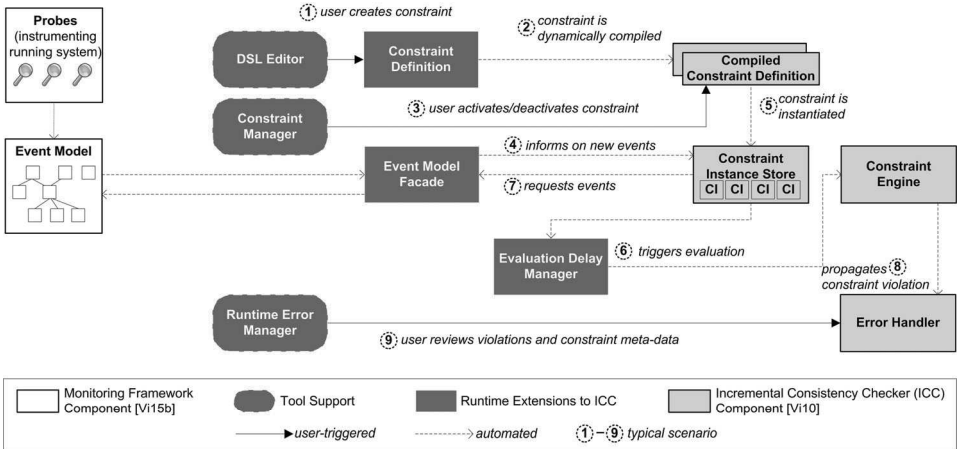 Probes
(instrumenting
running system)
1 user creates constraint
2 constraint is
dynamically compiled
DSL Editor
Constraint
Definition
Compiled
Constraint Definition
3 user activates/deactivates constraint
5 constraint is
instantiated
Constraint
Manager
Event Model
4 informs on new events
Event Model
Facade
Constraint
Instance Store
CI CI CI CI
Constraint
Engine
7 requests events
6 triggers evaluation
Evaluation Delay
Manager
propagates 8
constraint violation
Runtime Error
Manager
Error Handler
9 user reviews violations and constraint meta-data
Monitoring Framework
Component [Vi15b]
Tool Support
Runtime Extensions to ICC
Incremental Consistency Checker (ICC)
Component [Vi10]
user-triggered
automated
1 – 9 typical scenario